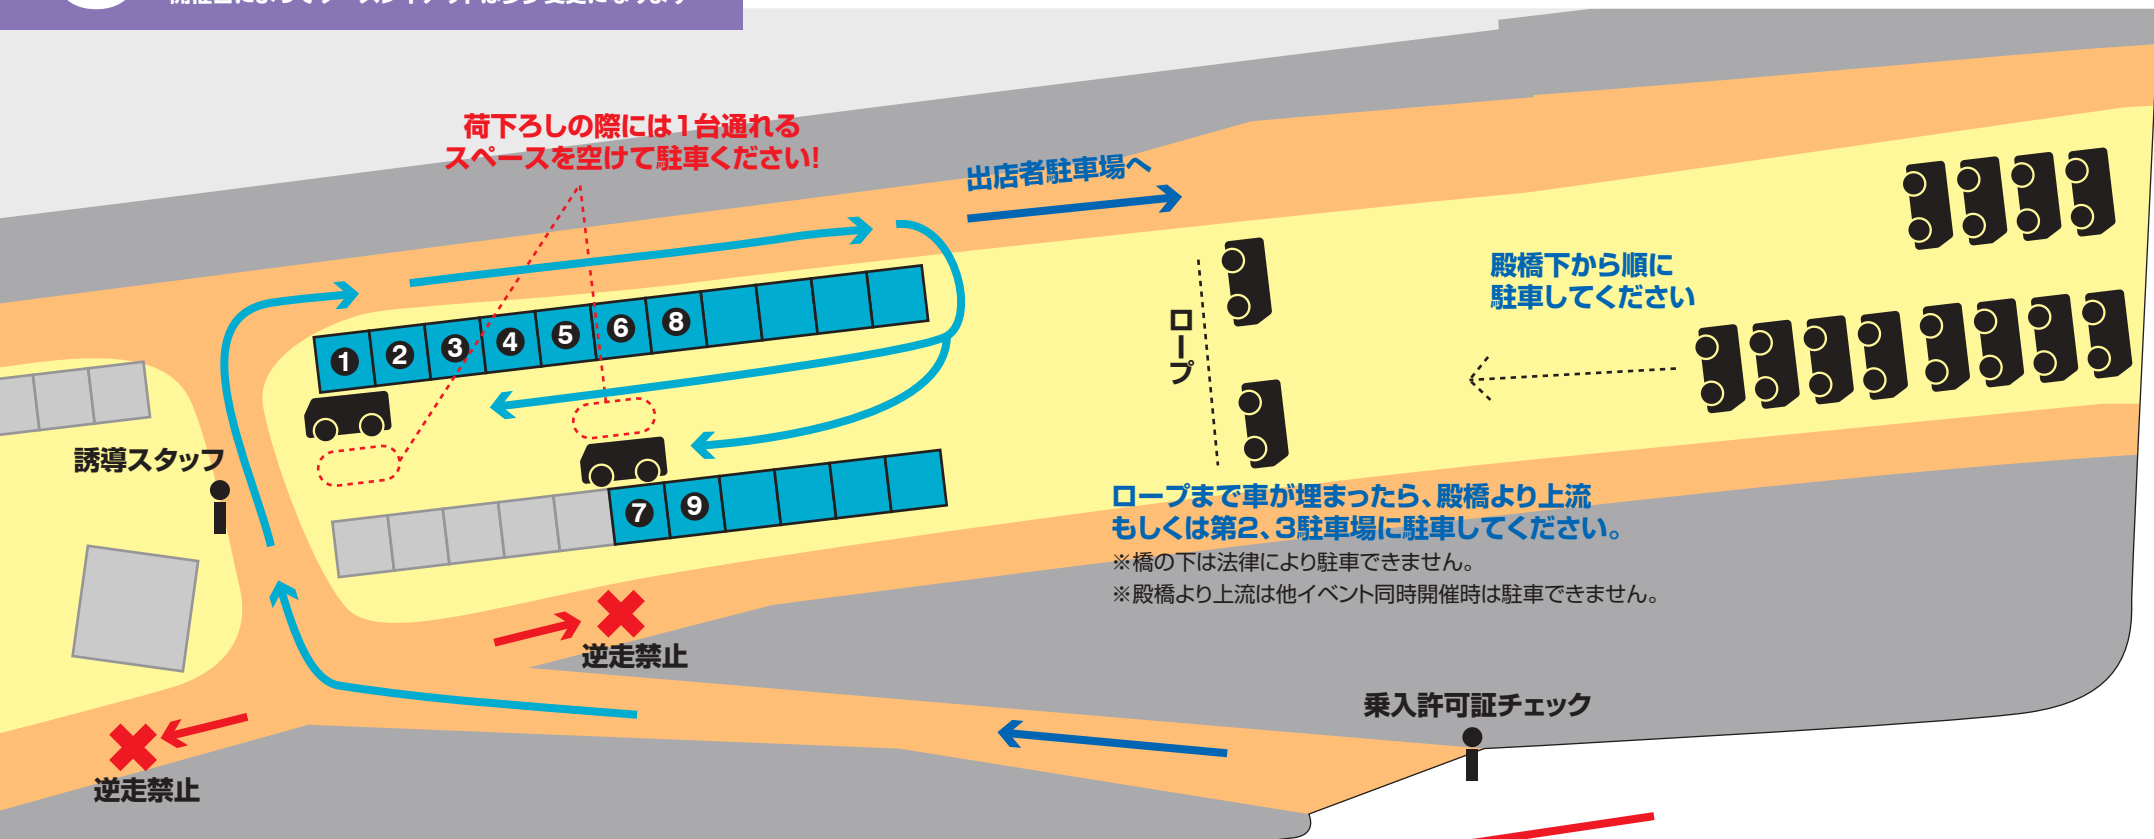 荷下ろしの際には1台通れる
スペースを空けて駐車ください!
出店者駐車場へ
殿橋下から順に
駐車してください
ロープ
1 2 3 4 5 6 8
誘導スタッフ
7 9
ロープまで車が埋まったら、殿橋より上流
もしくは第2、3駐車場に駐車してください。
※橋の下は法律により駐車できません。
※殿橋より上流は他イベント同時開催時は駐車できません。
逆走禁止
乗入許可証チェック
逆走禁止